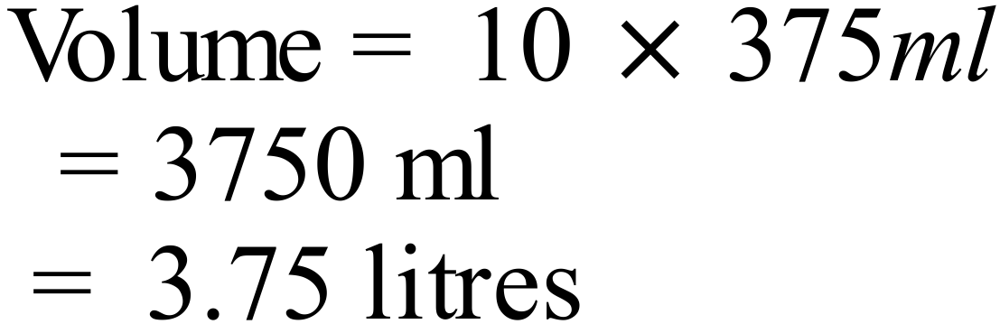 Volume = 10 × 375ml
= 3750 ml
= 3.75 litres